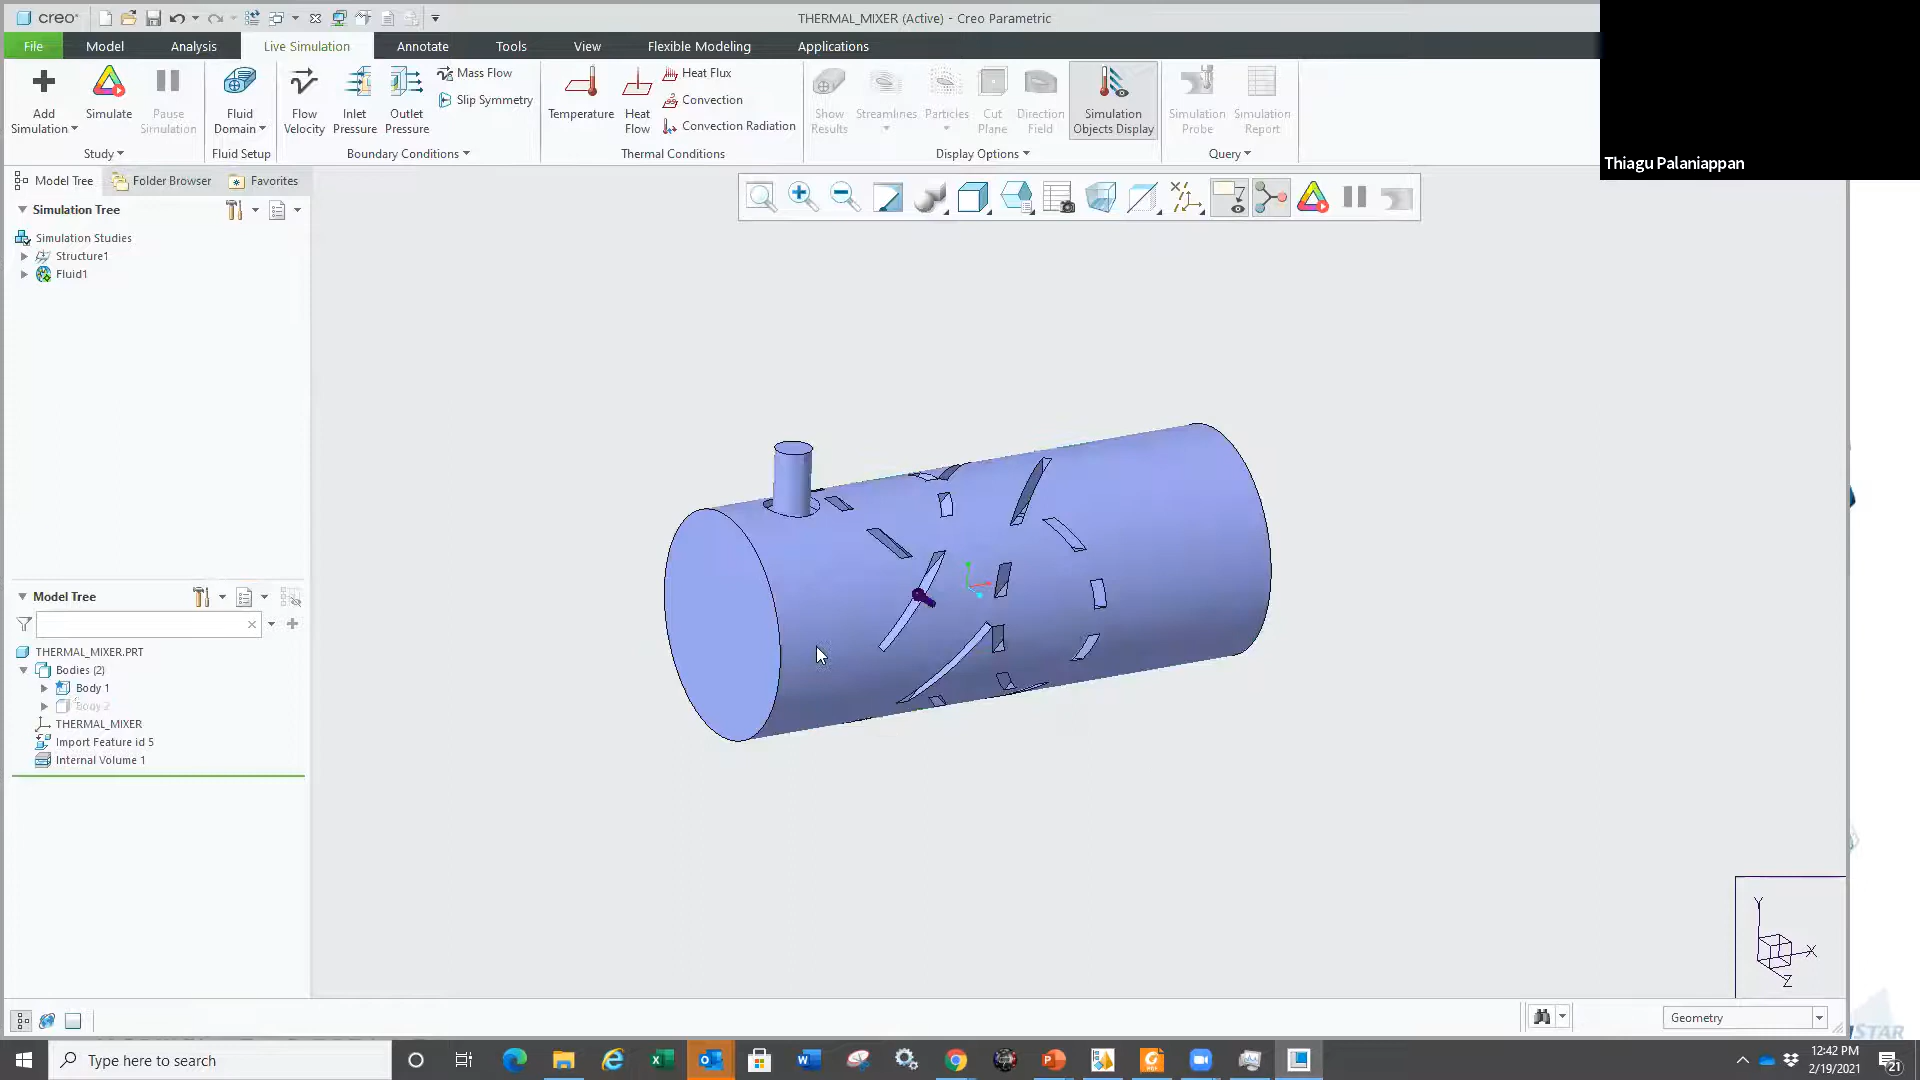 creo
THERMAL_MIXER (Active) - Creo Parametric
File
Model
Analysis
Live Simulation
Annotate
Tools
View
Flexible Modeling
Applications
Add Simulation
Simulate
Pause Simulation
Study
Fluid Domain
Fluid Setup
Flow Velocity
Inlet Pressure
Outlet Pressure
Mass Flow
Slip Symmetry
Boundary Conditions
Temperature
Heat Flow
Heat Flux
Convection
Convection Radiation
Thermal Conditions
Show Results
Streamlines
Particles
Cut Plane
Direction Field
Simulation Objects Display
Display Options
Simulation Probe
Simulation Report
Query
Thiagu Palaniappan
Model Tree
Folder Browser
Favorites
Simulation Tree
Simulation Studies
Structure1
Fluid1
Model Tree
THERMAL_MIXER.PRT
Bodies (2)
Body 1
Body 2
THERMAL_MIXER
Import Feature id 5
Internal Volume 1
Y
X
Z
Geometry
STAR
Type here to search
12:42 PM
2/19/2021
21